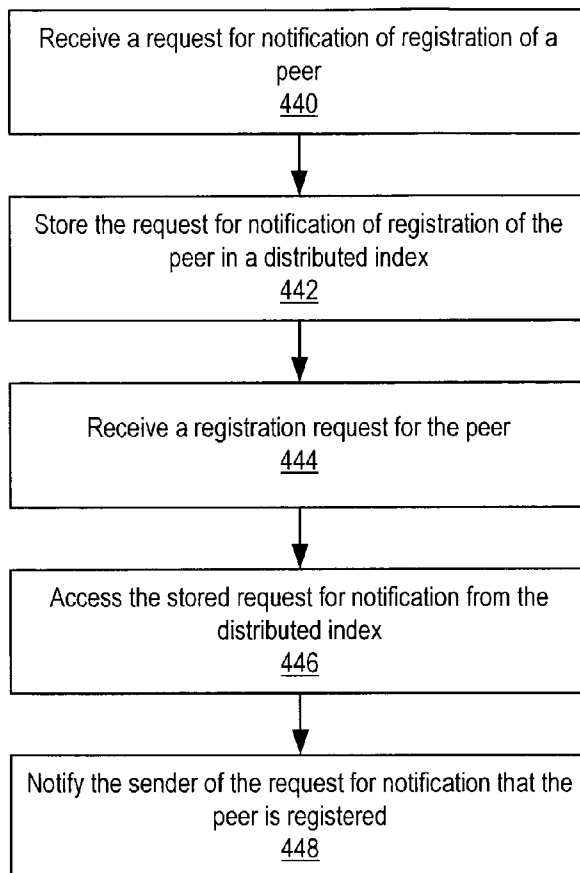 Receive a request for notification of registration of a
peer
440
Store the request for notification of registration of the
peer in a distributed index
442
Receive a registration request for the peer
444
Access the stored request for notification from the
distributed index
446
Notify the sender of the request for notification that the
peer is registered
448